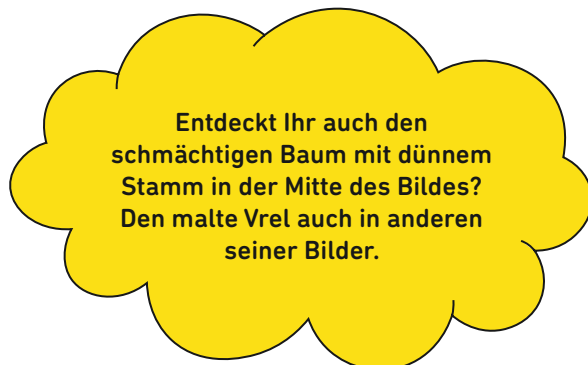 Entdeckt Ihr auch den
schmächtigen Baum mit dünnem
Stamm in der Mitte des Bildes?
Den malte Vrel auch in anderen
seiner Bilder.